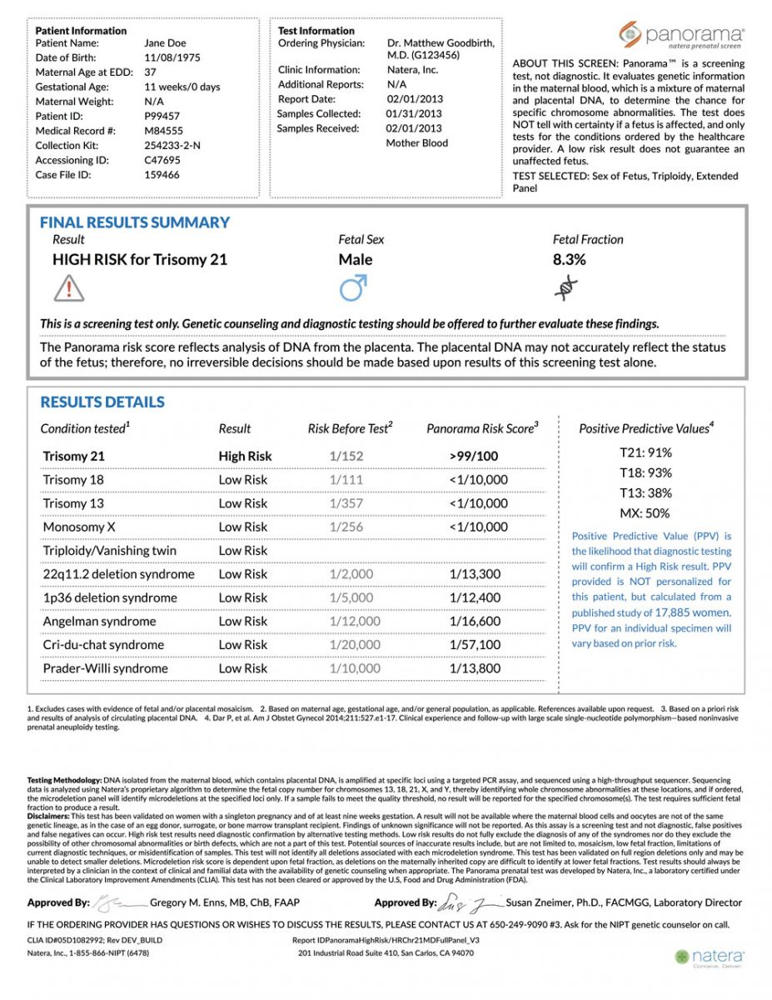 Patient Information
Patient Name: Jane Doe
Date of Birth: 11/08/1975
Maternal Age at EDD: 37
Gestational Age: 11 weeks/0 days
Maternal Weight: N/A
Patient ID: P99457
Medical Record #: M84555
Collection Kit: 254233-2-N
Accessioning ID: C47695
Case File ID: 159466
Test Information
Ordering Physician: Dr. Matthew Goodbirth,
M.D. (G123456)
Clinic Information: Natera, Inc.
Additional Reports: N/A
Report Date: 02/01/2013
Samples Collected: 01/31/2013
Samples Received: 02/01/2013
Mother Blood
panorama™
natera prenatal screen
ABOUT THIS SCREEN: Panorama™ is a screening
test, not diagnostic. It evaluates genetic information
in the maternal blood, which is a mixture of maternal
and placental DNA, to determine the chance for
specific chromosome abnormalities. The test does
NOT tell with certainty if a fetus is affected, and only
tests for the conditions ordered by the healthcare
provider. A low risk result does not guarantee an
unaffected fetus.
TEST SELECTED: Sex of Fetus, Triploidy, Extended
Panel
FINAL RESULTS SUMMARY
Result Fetal Sex Fetal Fraction
HIGH RISK for Trisomy 21 Male 8.3%
This is a screening test only. Genetic counseling and diagnostic testing should be offered to further evaluate these findings.
The Panorama risk score reflects analysis of DNA from the placenta. The placental DNA may not accurately reflect the status
of the fetus; therefore, no irreversible decisions should be made based upon results of this screening test alone.
RESULTS DETAILS
Condition tested1 Result Risk Before Test2 Panorama Risk Score3
Trisomy 21 High Risk 1/152 >99/100
Trisomy 18 Low Risk 1/111 <1/10,000
Trisomy 13 Low Risk 1/357 <1/10,000
Monosomy X Low Risk 1/256 <1/10,000
Triploidy/Vanishing twin Low Risk
22q11.2 deletion syndrome Low Risk 1/2,000 1/13,300
1p36 deletion syndrome Low Risk 1/5,000 1/12,400
Angelman syndrome Low Risk 1/12,000 1/16,600
Cri-du-chat syndrome Low Risk 1/20,000 1/57,100
Prader-Willi syndrome Low Risk 1/10,000 1/13,800
Positive Predictive Values4
T21: 91%
T18: 93%
T13: 38%
MX: 50%
Positive Predictive Value (PPV) is
the likelihood that diagnostic testing
will confirm a High Risk result. PPV
provided is NOT personalized for
this patient, but calculated from a
published study of 17,885 women.
PPV for an individual specimen will
vary based on prior risk.
1. Excludes cases with evidence of fetal and/or placental mosaicism. 2. Based on maternal age, gestational age, and/or general population, as applicable. References available upon request. 3. Based on a priori risk
and results of analysis of circulating placental DNA. 4. Dar P, et al. Am J Obstet Gynecol 2014;211:527.e1-17. Clinical experience and follow-up with large scale single-nucleotide polymorphism—based noninvasive
prenatal aneuploidy testing.
Testing Methodology: DNA isolated from the maternal blood, which contains placental DNA, is amplified at specific loci using a targeted PCR assay, and sequenced using a high-throughput sequencer. Sequencing
data is analyzed using Natera's proprietary algorithm to determine the fetal copy number for chromosomes 13, 18, 21, X, and Y, thereby identifying whole chromosome abnormalities at these locations, and if ordered,
the microdeletion panel will identify microdeletions at the specified loci only. If a sample fails to meet the quality threshold, no result will be reported for the specified chromosome(s). The test requires sufficient fetal
fraction to produce a result.
Disclaimers: This test has been validated on women with a singleton pregnancy and of at least nine weeks gestation. A result will not be available where the maternal blood cells and oocytes are not of the same
genetic lineage, as in the case of an egg donor, surrogate, or bone marrow transplant recipient. Findings of unknown significance will not be reported. As this assay is a screening test and not diagnostic, false positives
and false negatives can occur. High risk test results need diagnostic confirmation by alternative testing methods. Low risk results do not fully exclude the diagnosis of any of the syndromes nor do they exclude the
possibility of other chromosomal abnormalities or birth defects, which are not a part of this test. Potential sources of inaccurate results include, but are not limited to, mosaicism, low fetal fraction, limitations of
current diagnostic techniques, or misidentification of samples. This test will not identify all deletions associated with each microdeletion syndrome. This test has been validated on full region deletions only and may be
unable to detect smaller deletions. Microdeletion risk score is dependent upon fetal fraction, as deletions on the maternally inherited copy are difficult to identify at lower fetal fractions. Test results should always be
interpreted by a clinician in the context of clinical and familial data with the availability of genetic counseling when appropriate. The Panorama prenatal test was developed by Natera, Inc., a laboratory certified under
the Clinical Laboratory Improvement Amendments (CLIA). This test has not been cleared or approved by the U.S, Food and Drug Administration (FDA).
Approved By: Gregory M. Enns, MB, ChB, FAAP Approved By: Susan Zneimer, Ph.D., FACMGG, Laboratory Director
IF THE ORDERING PROVIDER HAS QUESTIONS OR WISHES TO DISCUSS THE RESULTS, PLEASE CONTACT US AT 650-249-9090 #3. Ask for the NIPT genetic counselor on call.
CLIA ID#05D1082992; Rev DEV_BUILD Report IDPanoramaHighRisk/HRChr21MDFullPanel_V3
Natera, Inc., 1-855-866-NIPT (6478) 201 Industrial Road Suite 410, San Carlos, CA 94070
natera™
Conceive. Deliver.